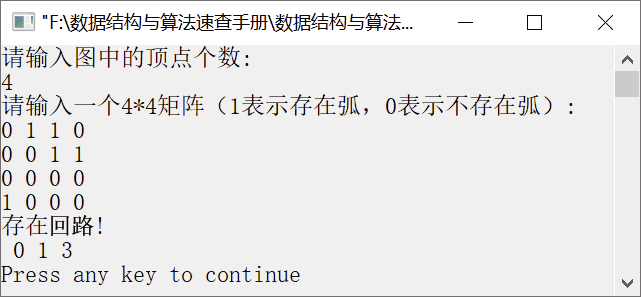 "F:\数据结构与算法速查手册\数据结构与算法...
请输入图中的顶点个数:
4
请输入一个4*4矩阵（1表示存在弧，0表示不存在弧）:
0 1 1 0
0 0 1 1
0 0 0 0
1 0 0 0
存在回路!
 0 1 3
Press any key to continue